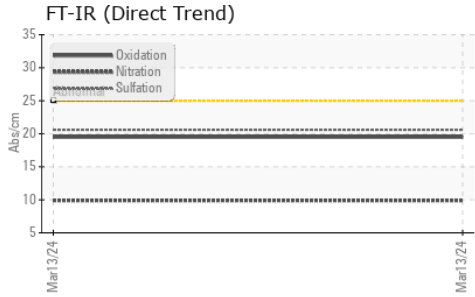 FT-IR (Direct Trend)
35
30
25
20
15
10
5
Abs/cm
Oxidation
Nitration
Sulfation
Abnormal
Mar13/24
Mar13/24